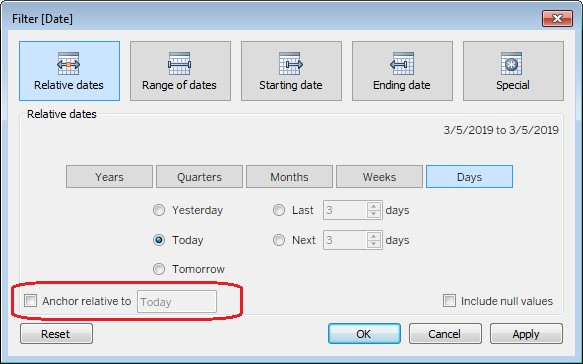 Filter [Date]
Relative dates Range of dates Starting date Ending date Special
Relative dates
3/5/2019 to 3/5/2019
Years Quarters Months Weeks Days
Yesterday Last 3 days
Today Next 3 days
Tomorrow
Anchor relative to Today Include null values
Reset OK Cancel Apply